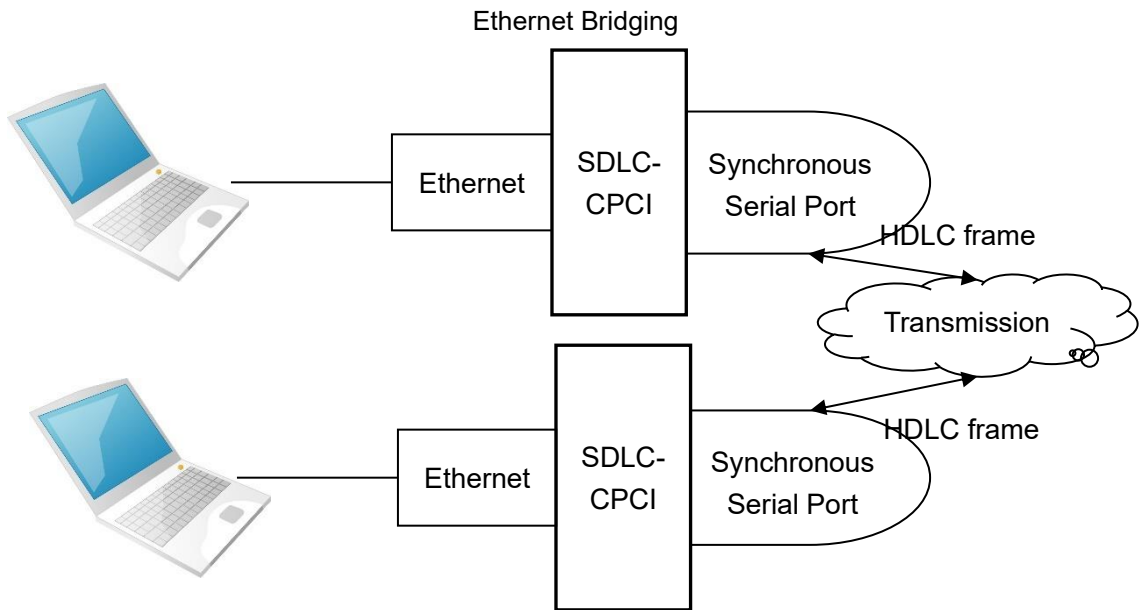 Ethernet Bridging
Ethernet
SDLC-
CPCI
Synchronous
Serial Port
HDLC frame
Transmission
HDLC frame
Ethernet
SDLC-
CPCI
Synchronous
Serial Port